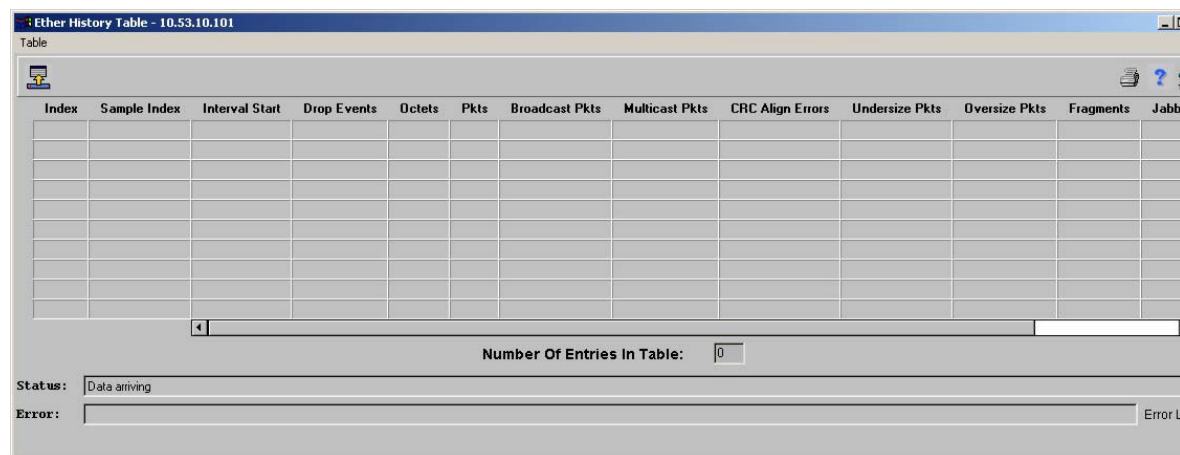 Ether History Table - 10.53.10.101
Table
?
Index Sample Index Interval Start Drop Events Octets Pkts Broadcast Pkts Multicast Pkts CRC Align Errors Undersize Pkts Oversize Pkts Fragments Jabb
Number Of Entries In Table: 0
Status: Data arriving
Error: Error L